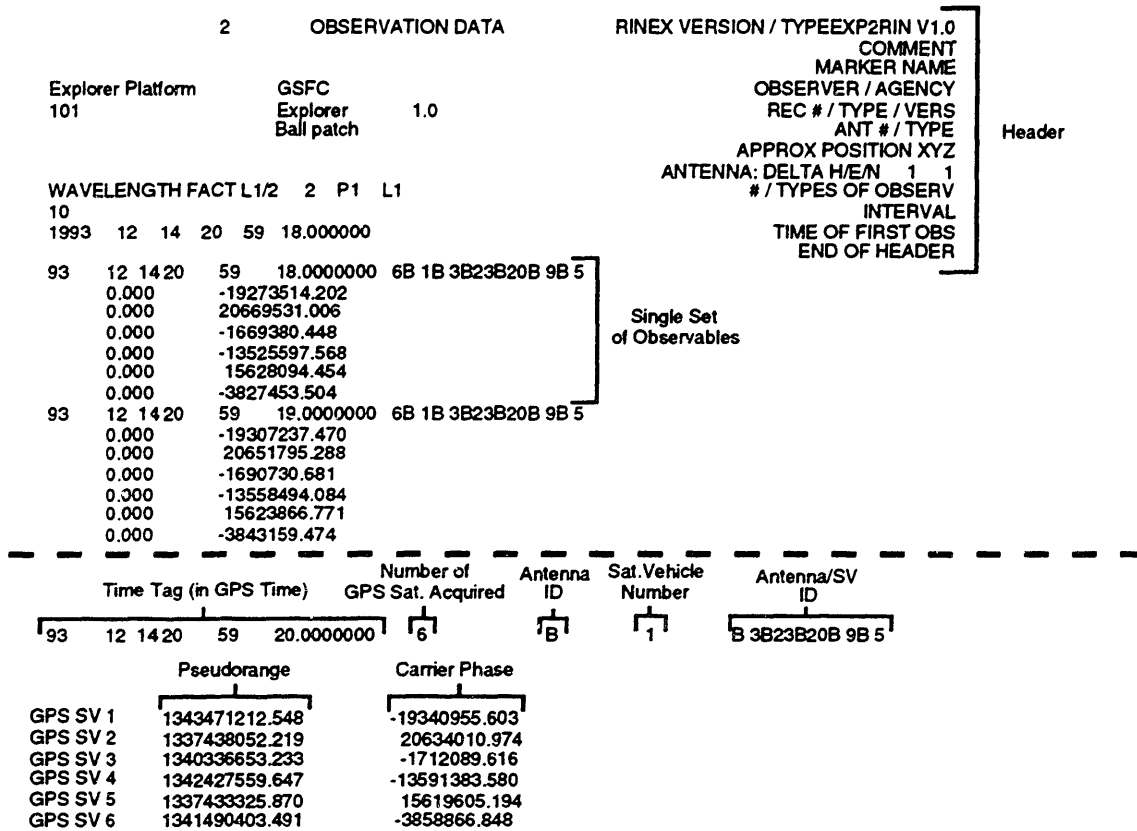 2 OBSERVATION DATA RINEX VERSION / TYPEEXP2RIN V1.0
COMMENT
MARKER NAME
Explorer Platform GSFC OBSERVER / AGENCY
101 Explorer 1.0 REC # / TYPE / VERS
Ball patch ANT # / TYPE
Header
APPROX POSITION XYZ
ANTENNA: DELTA H/E/N 1 1
WAVELENGTH FACT L1/2 2 P1 L1 # / TYPES OF OBSERV
10 INTERVAL
1993 12 14 20 59 18.000000 TIME OF FIRST OBS
END OF HEADER
93 12 14 20 59 18.0000000 6B 1B 3B23B20B 9B 5
0.000 -19273514.202
0.000 20669531.006
0.000 -1669380.448
0.000 -13525597.568
0.000 15628094.454
0.000 -3827453.504
Single Set
of Observables
93 12 14 20 59 19.0000000 6B 1B 3B23B20B 9B 5
0.000 -19307237.470
0.000 20651795.288
0.000 -1690730.681
0.000 -13558494.084
0.000 15623866.771
0.000 -3843159.474
Time Tag (in GPS Time)
Number of
GPS Sat. Acquired
Antenna
ID
Sat.Vehicle
Number
Antenna/SV
ID
93 12 14 20 59 20.0000000 6 B 1 B 3B23B20B 9B 5
Pseudorange Carrier Phase
GPS SV 1 1343471212.548 -19340955.603
GPS SV 2 1337438052.219 20634010.974
GPS SV 3 1340336653.233 -1712089.616
GPS SV 4 1342427559.647 -13591383.580
GPS SV 5 1337433325.870 15619605.194
GPS SV 6 1341490403.491 -3858866.848